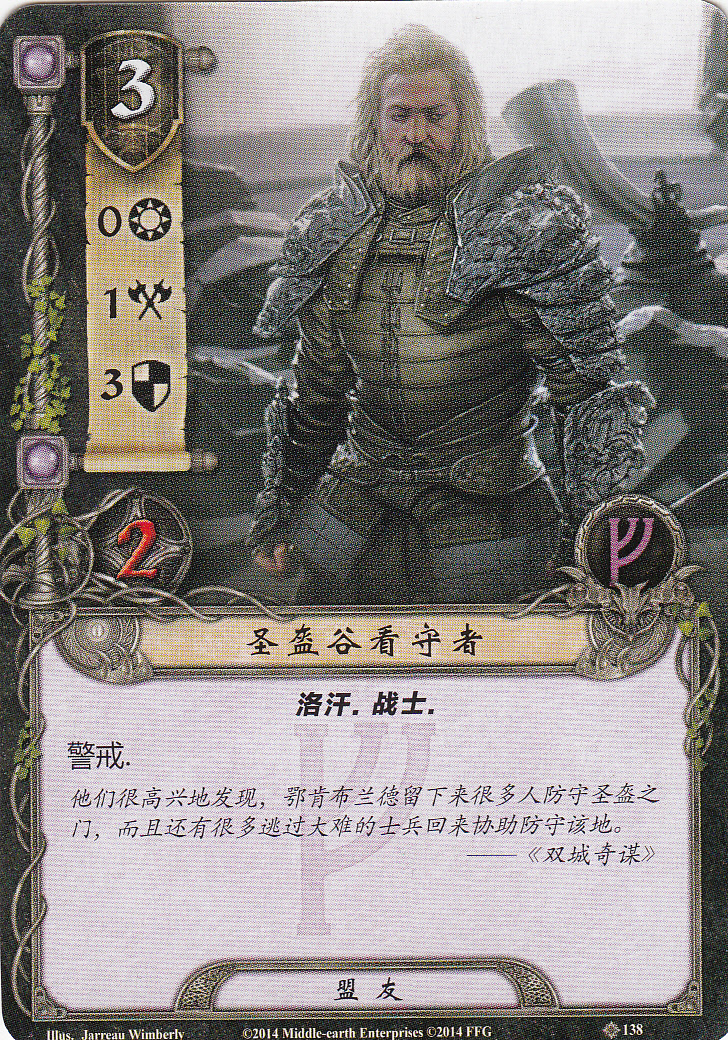 3
0
1
3
2
圣盔谷看守者
洛汗. 战士.
警戒.
他们很高兴地发现，鄂肯布兰德留下来很多人防守圣盔之
门，而且还有很多逃过大难的士兵回来协助防守该地。
——《双城奇谋》
盟友
Illus. Jarreau Wimberly ©2014 Middle-earth Enterprises ©2014 FFG 138